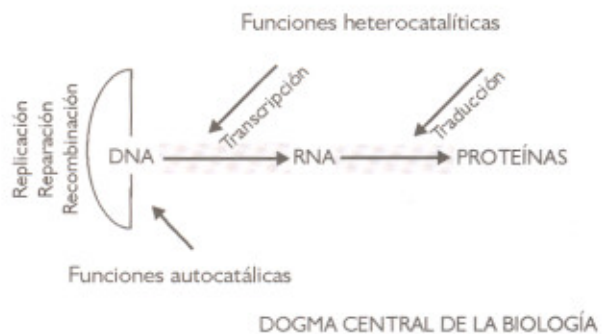 Funciones heterocatalíticas
Replicación
Reparación
Recombinación
Transcripción
Traducción
DNA
RNA
PROTEÍNAS
Funciones autocatálicas
DOGMA CENTRAL DE LA BIOLOGÍA